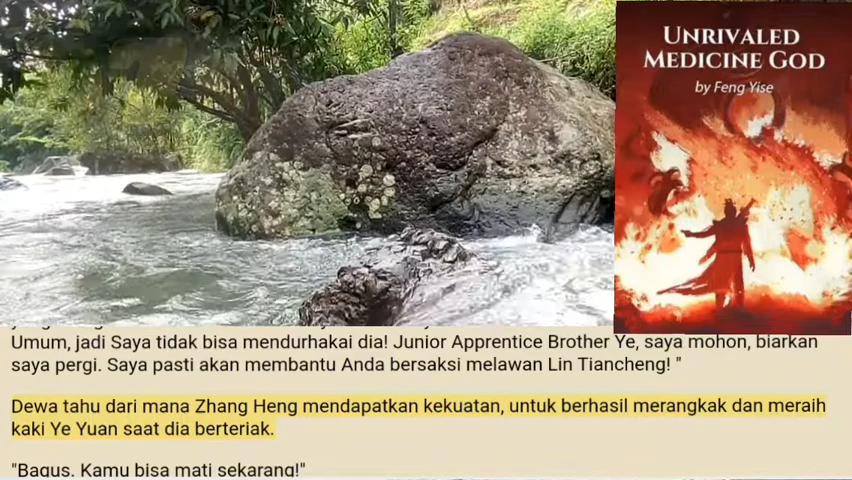 UNRIVALED
MEDICINE GOD
by Feng Yise
Umum, jadi Saya tidak bisa mendurhakai dia! Junior Apprentice Brother Ye, saya mohon, biarkan
saya pergi. Saya pasti akan membantu Anda bersaksi melawan Lin Tiancheng! "
Dewa tahu dari mana Zhang Heng mendapatkan kekuatan, untuk berhasil merangkak dan meraih
kaki Ye Yuan saat dia berteriak.
"Bagus. Kamu bisa mati sekarang!"